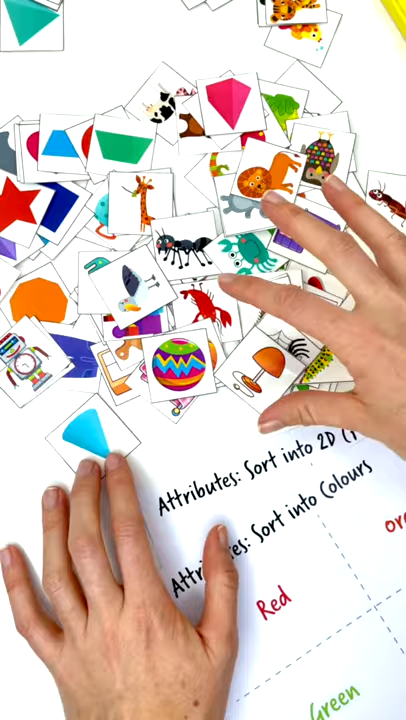 Attributes: Sort into 2D
Attributes: Sort into Colours
Red
Green